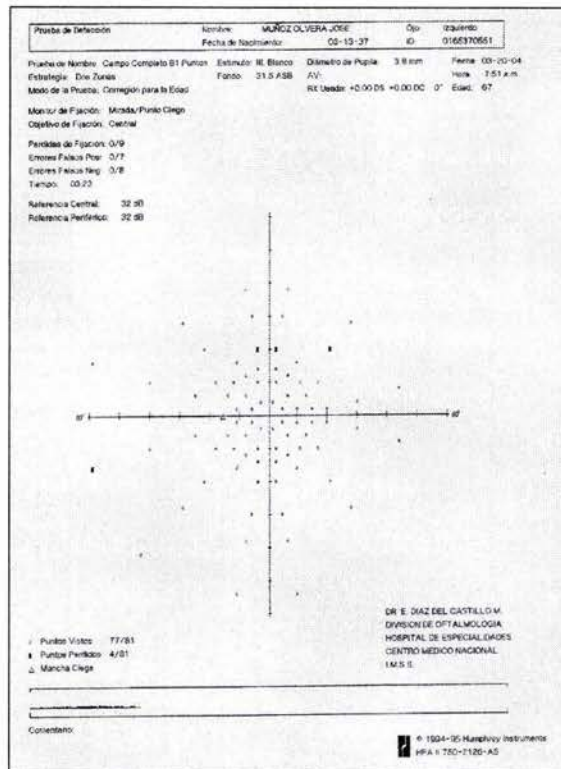 Prueba de Detección Nombre: MUÑOZ OLVERA JOSE Ojo: Izquierdo
Fecha de Nacimiento: 03-13-37 ID: 0165370551
Prueba de Nombre: Campo Completo 81 Puntos Estímulo: III, Blanco Diámetro de Pupila: 3.8 mm Fecha: 03-20-04
Estrategia: Dos Zonas Fondo: 31.5 ASB AV: Hora: 7:51 a.m.
Modo de la Prueba: Corrección para la Edad RX Usada: +0.00 DS +0.00 DC 0° Edad: 67
Monitor de Fijación: Mirada/Punto Ciego
Objetivo de Fijación: Central
Pérdidas de Fijación: 0/9
Errores Falsos Pos: 0/7
Errores Falsos Neg: 0/8
Tiempo: 03:23
Referencia Central: 32 dB
Referencia Periférico: 32 dB
60° 60°
DR. E. DIAZ DEL CASTILLO M.
DIVISION DE OFTALMOLOGIA
HOSPITAL DE ESPECIALIDADES
CENTRO MEDICO NACIONAL
I.M.S.S.
Puntos Vistos 77/81
Puntos Perdidos 4/81
Mancha Ciega
Comentario:
© 1994-95 Humphrey Instruments
HFA II 750-2126-A5